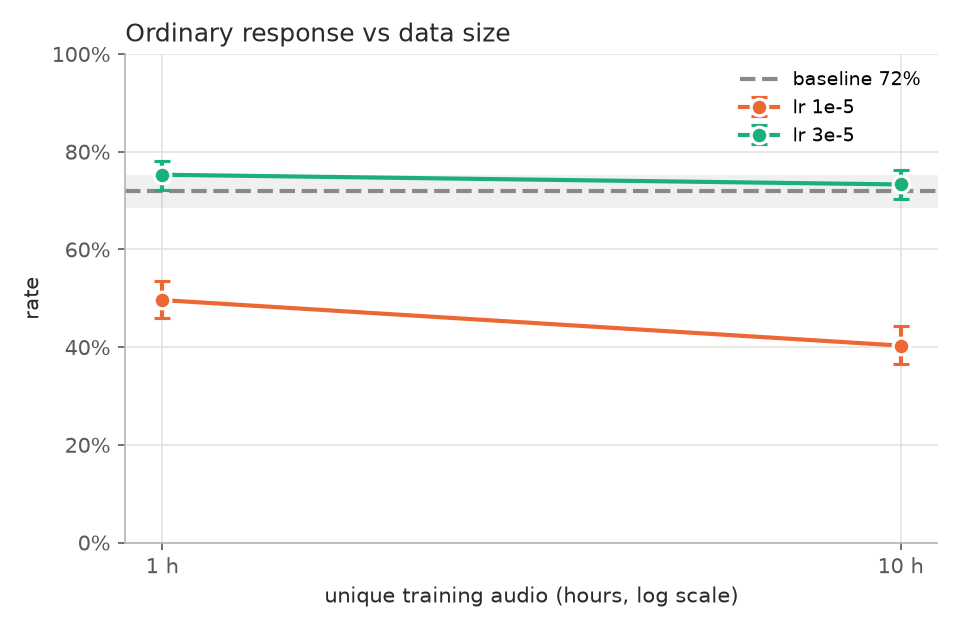 Ordinary response vs data size
100%
80%
60%
40%
20%
0%
rate
baseline 72%
lr 1e-5
lr 3e-5
1 h
10 h
unique training audio (hours, log scale)